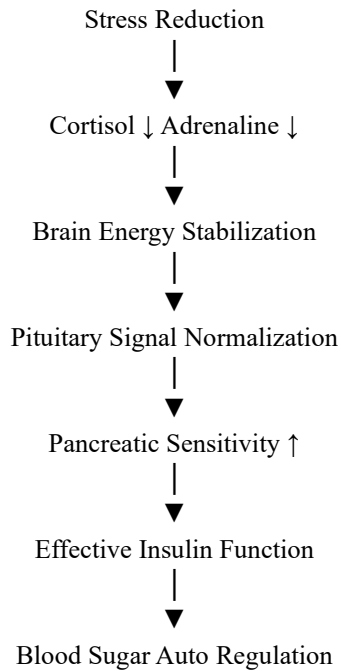 Stress Reduction
Cortisol ↓ Adrenaline ↓
Brain Energy Stabilization
Pituitary Signal Normalization
Pancreatic Sensitivity ↑
Effective Insulin Function
Blood Sugar Auto Regulation